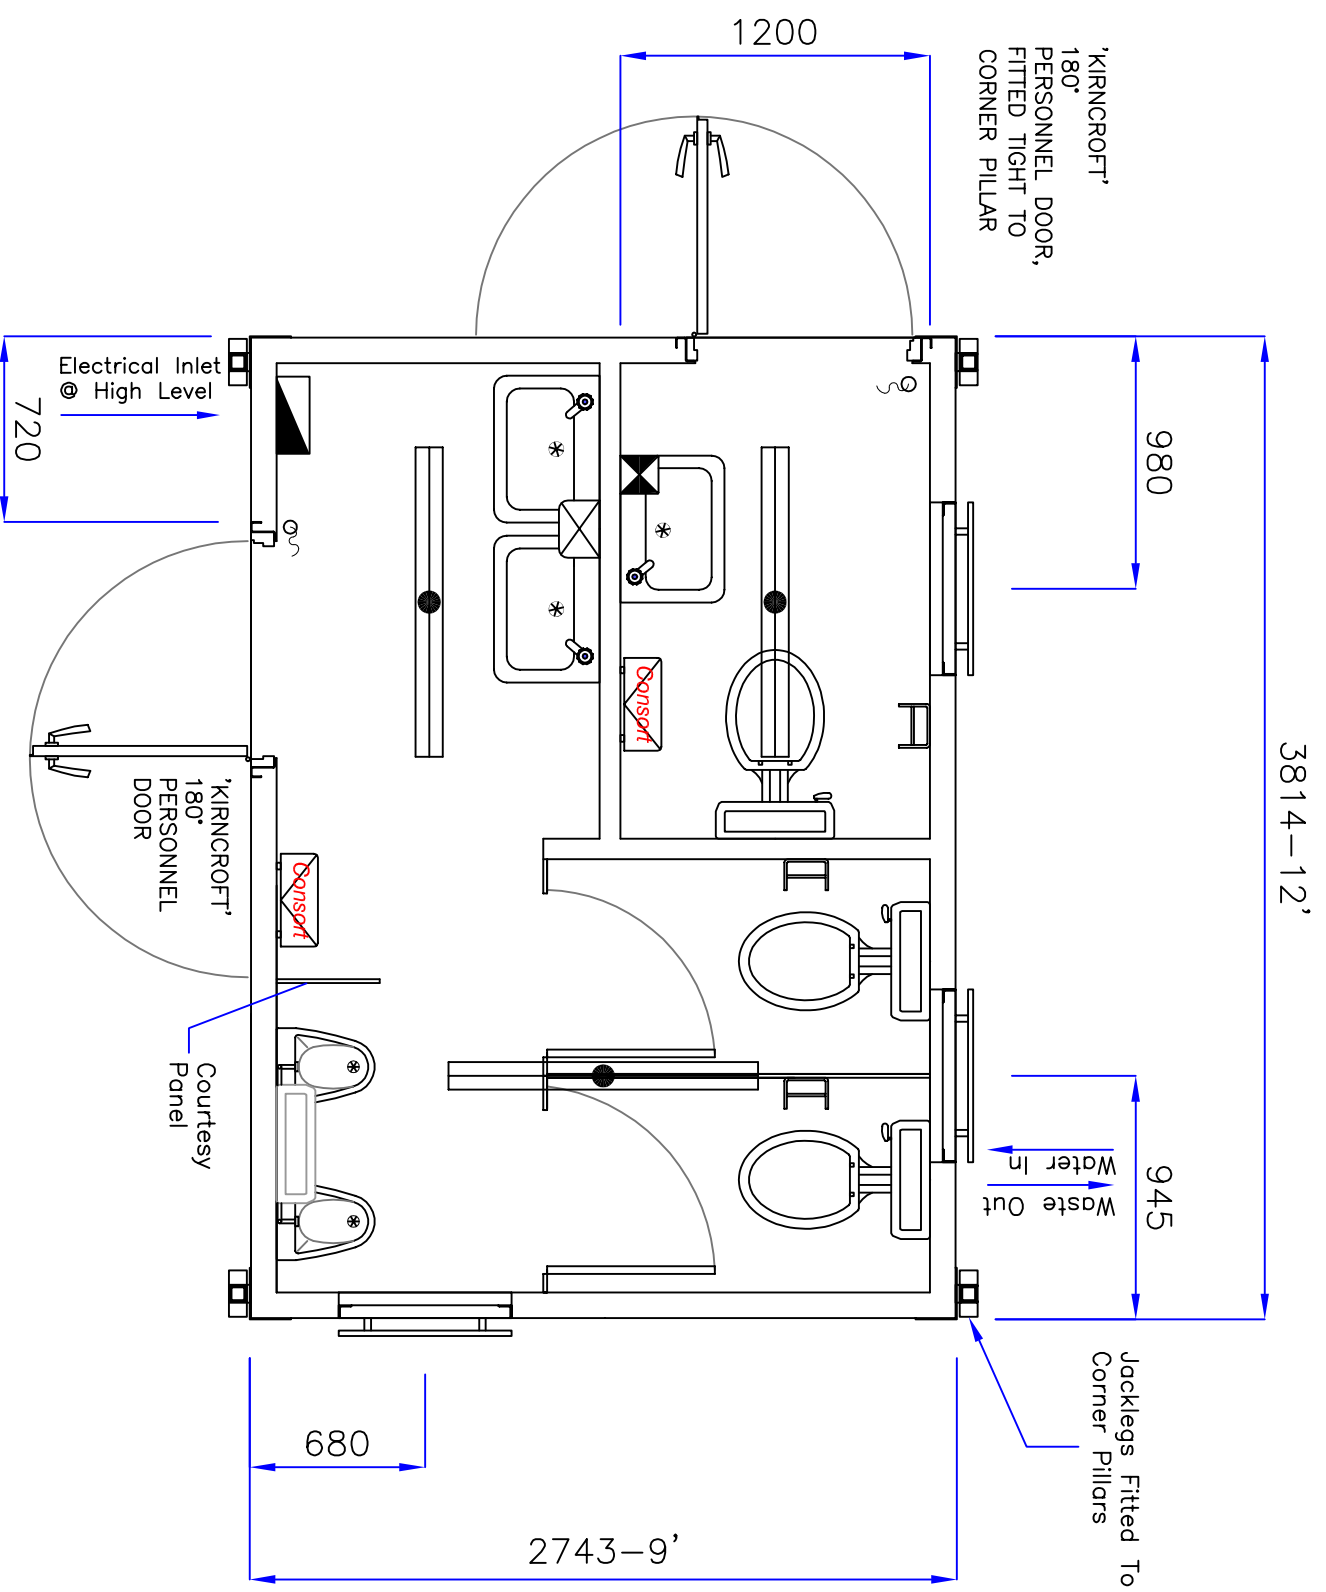 1200
'KIRNCROFT'
180°
PERSONNEL DOOR,
FITTED TIGHT TO
CORNER PILLAR
Electrical Inlet
@ High Level
720
980
3814-12'
Consort
Consort
'KIRNCROFT'
180°
PERSONNEL
DOOR
Courtesy
Panel
Water In
Waste Out
945
Jacklegs Fitted To
Corner Pillars
680
2743-9'